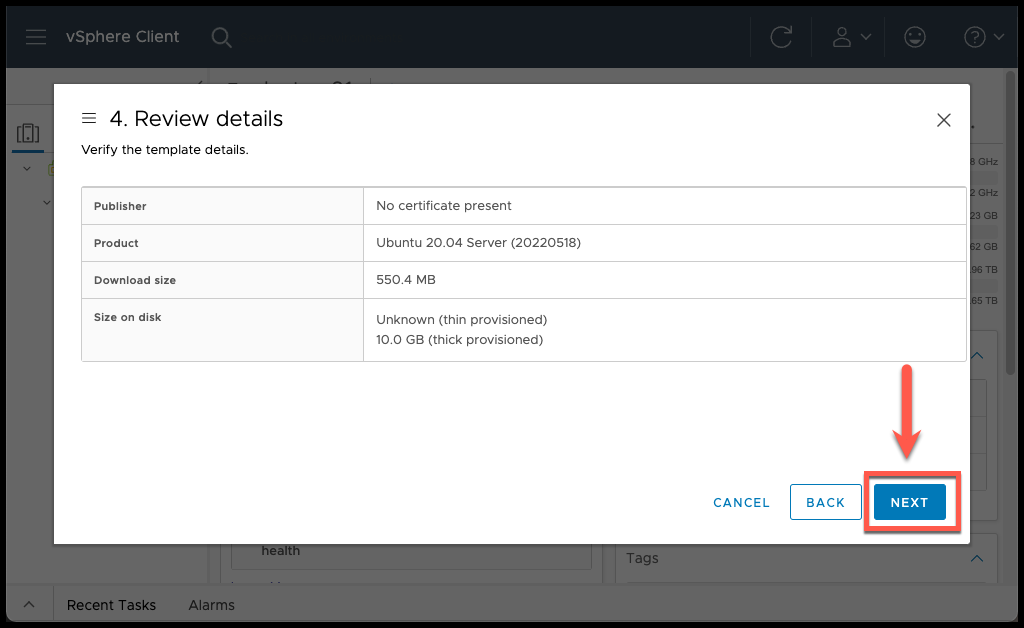 vSphere Client
4. Review details
Verify the template details.
Publisher No certificate present
Product Ubuntu 20.04 Server (20220518)
Download size 550.4 MB
Size on disk Unknown (thin provisioned)
10.0 GB (thick provisioned)
8 GHz
2 GHz
23 GB
62 GB
.96 TB
.65 TB
CANCEL BACK NEXT
health
Tags
Recent Tasks Alarms